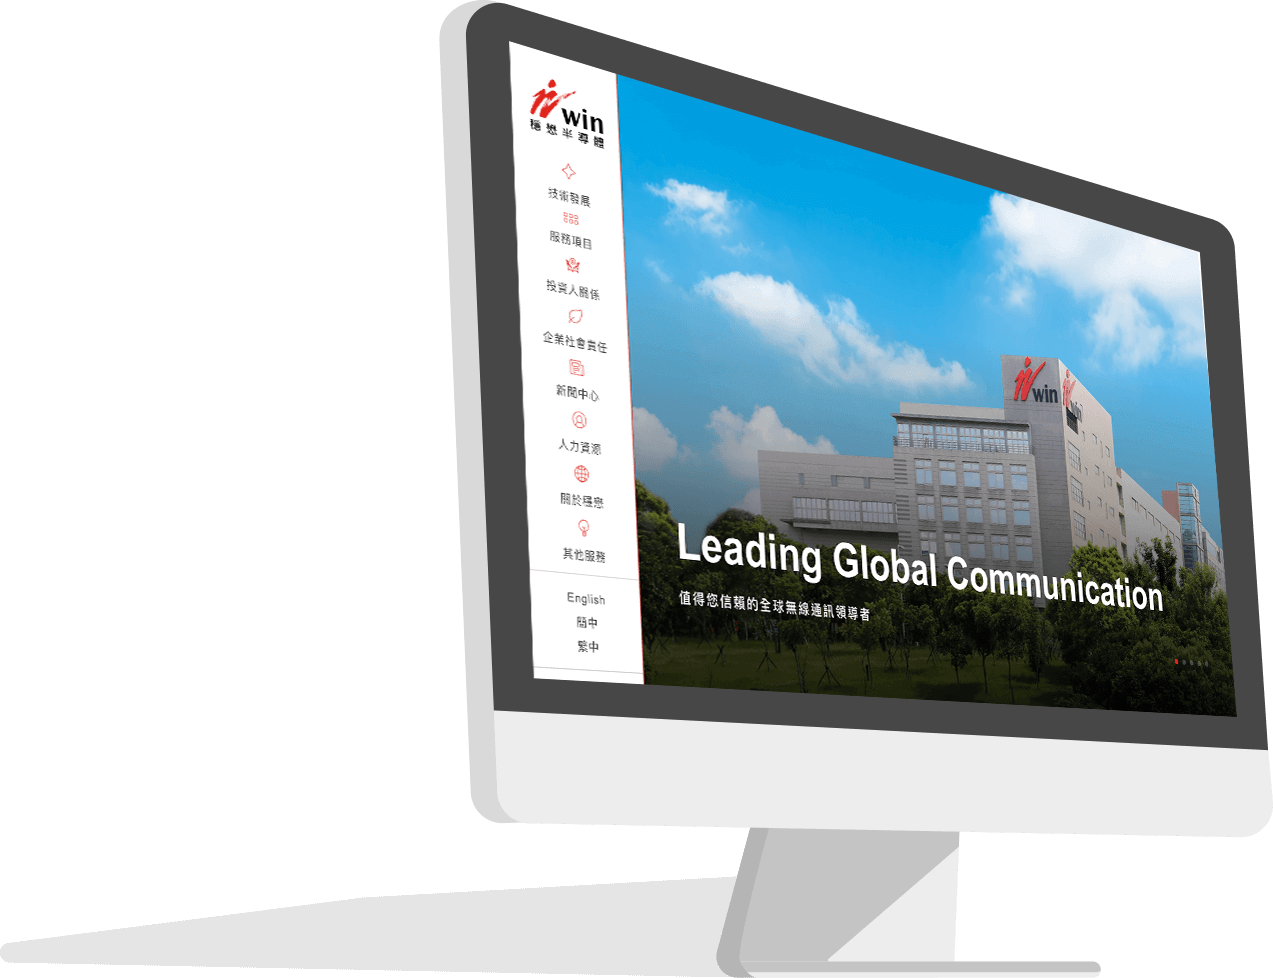 win
穩懋半導體
技術發展
服務項目
投資人關係
企業社會責任
新聞中心
人力資源
關於穩懋
其他服務
English
簡中
繁中
win
win
Leading Global Communication
值得您信賴的全球無線通訊領導者